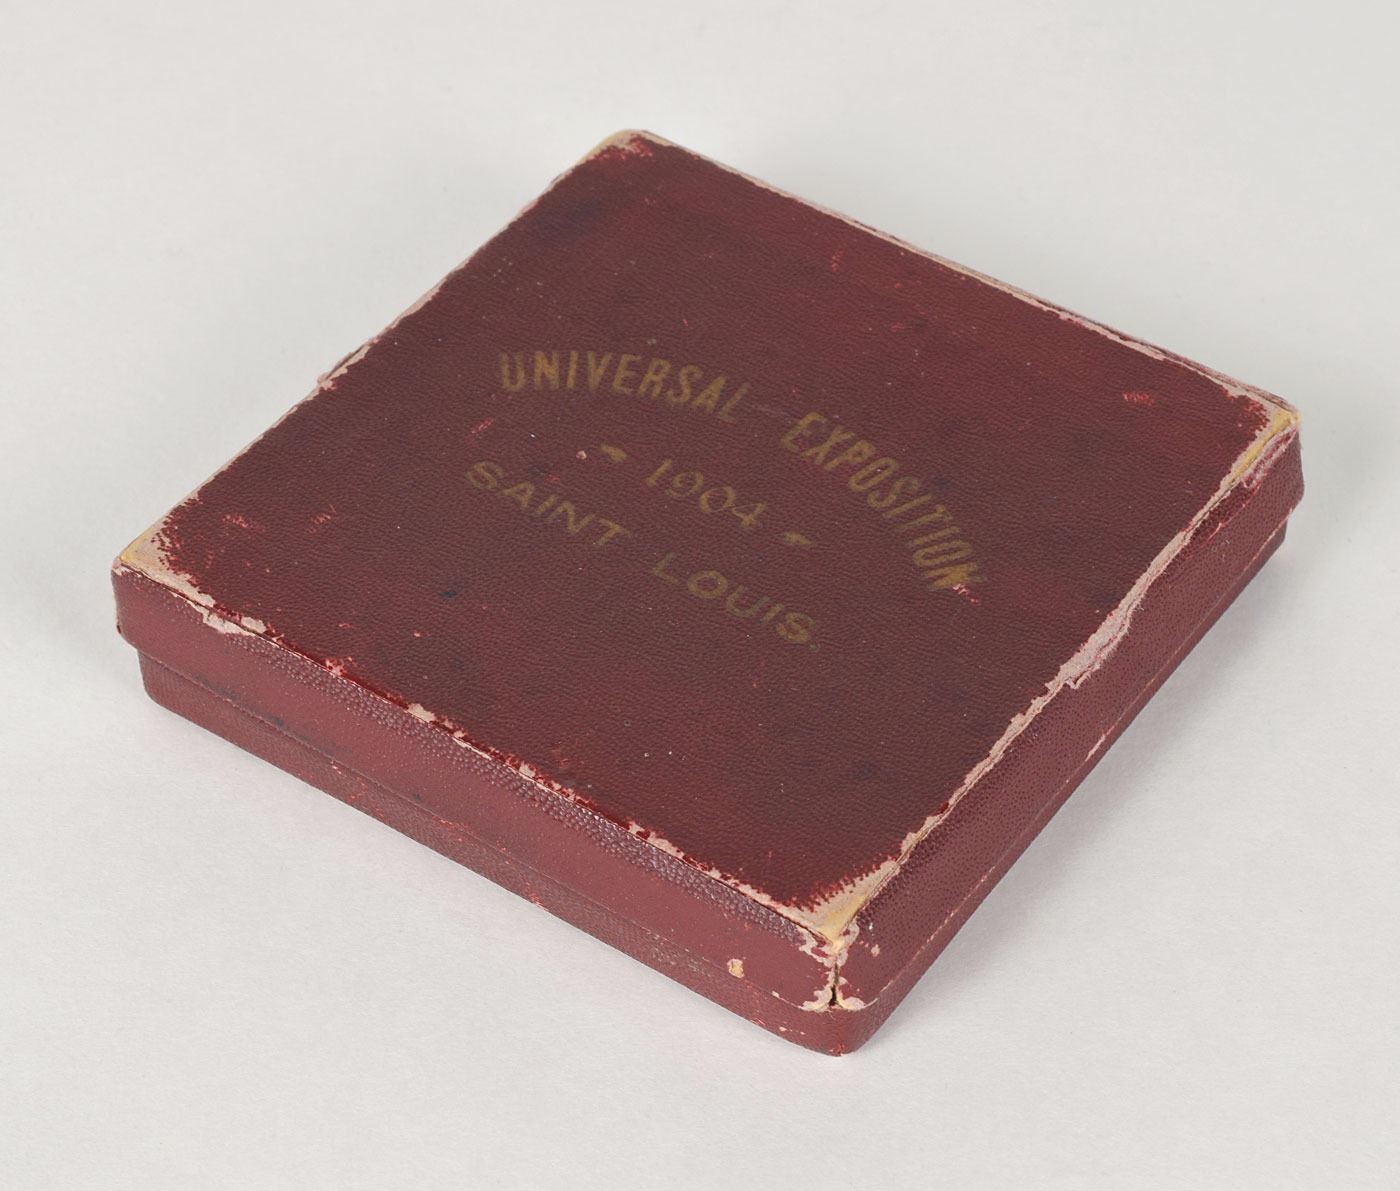 UNIVERSAL EXPOSITION
1904
SAINT LOUIS.